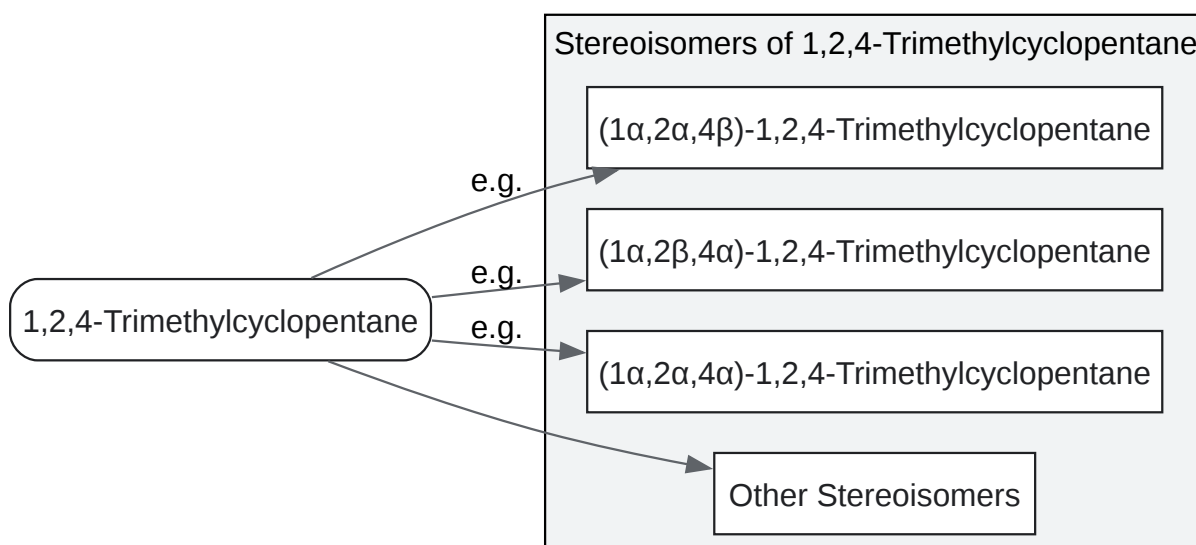 Stereoisomers of 1,2,4-Trimethylcyclopentane
(1α,2α,4β)-1,2,4-Trimethylcyclopentane
e.g.
(1α,2β,4α)-1,2,4-Trimethylcyclopentane
e.g.
1,2,4-Trimethylcyclopentane
e.g.
(1α,2α,4α)-1,2,4-Trimethylcyclopentane
Other Stereoisomers